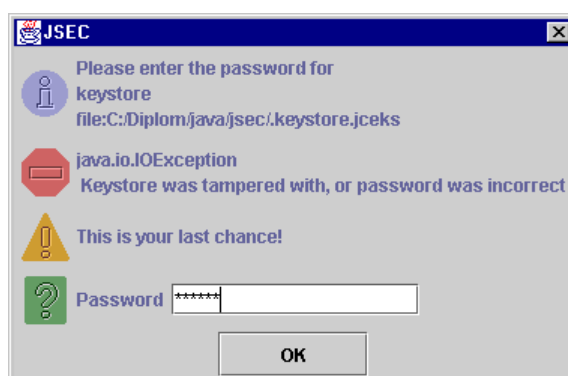 JSEC
Please enter the password for
keystore
file:C:/Diplom/java/jsec/.keystore.jceks
java.io.IOException
Keystore was tampered with, or password was incorrect
This is your last chance!
Password ******
OK